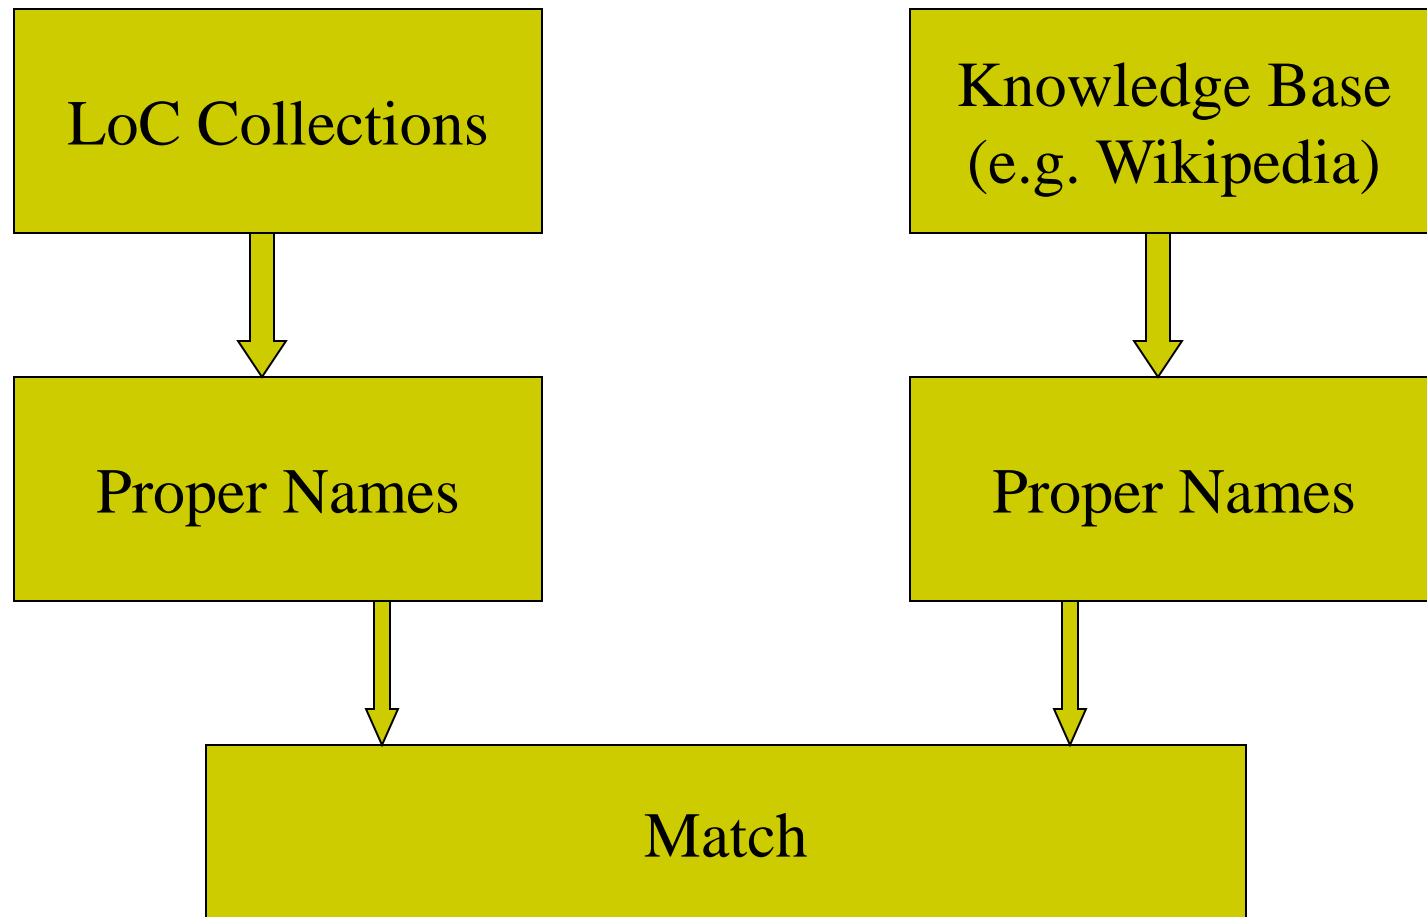 LoC Collections
Knowledge Base
(e.g. Wikipedia)
Proper Names
Proper Names
Match